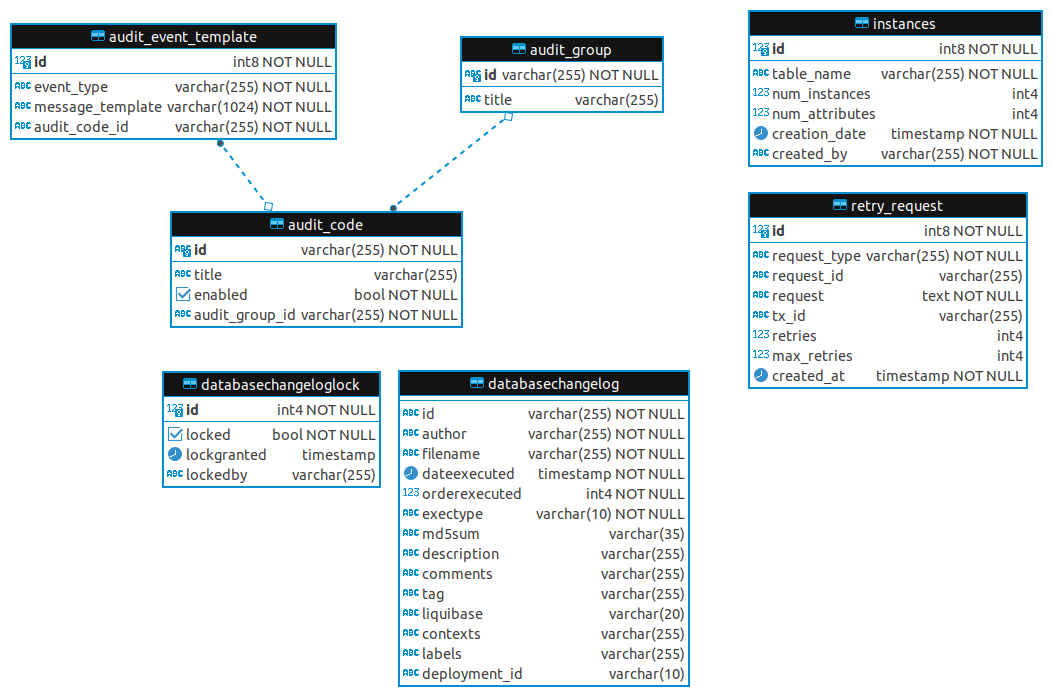 audit_event_template
id int8 NOT NULL
event_type varchar(255) NOT NULL
message_template varchar(1024) NOT NULL
audit_code_id varchar(255) NOT NULL
audit_group
id varchar(255) NOT NULL
title varchar(255)
audit_code
id varchar(255) NOT NULL
title varchar(255)
enabled bool NOT NULL
audit_group_id varchar(255) NOT NULL
instances
id int8 NOT NULL
table_name varchar(255) NOT NULL
num_instances int4
num_attributes int4
creation_date timestamp NOT NULL
created_by varchar(255) NOT NULL
retry_request
id int8 NOT NULL
request_type varchar(255) NOT NULL
request_id varchar(255)
request text NOT NULL
tx_id varchar(255)
retries int4
max_retries int4
created_at timestamp NOT NULL
databasechangeloglock
id int4 NOT NULL
locked bool NOT NULL
lockgranted timestamp
lockedby varchar(255)
databasechangelog
id varchar(255) NOT NULL
author varchar(255) NOT NULL
filename varchar(255) NOT NULL
dateexecuted timestamp NOT NULL
orderexecuted int4 NOT NULL
exectype varchar(10) NOT NULL
md5sum varchar(35)
description varchar(255)
comments varchar(255)
tag varchar(255)
liquibase varchar(20)
contexts varchar(255)
labels varchar(255)
deployment_id varchar(10)